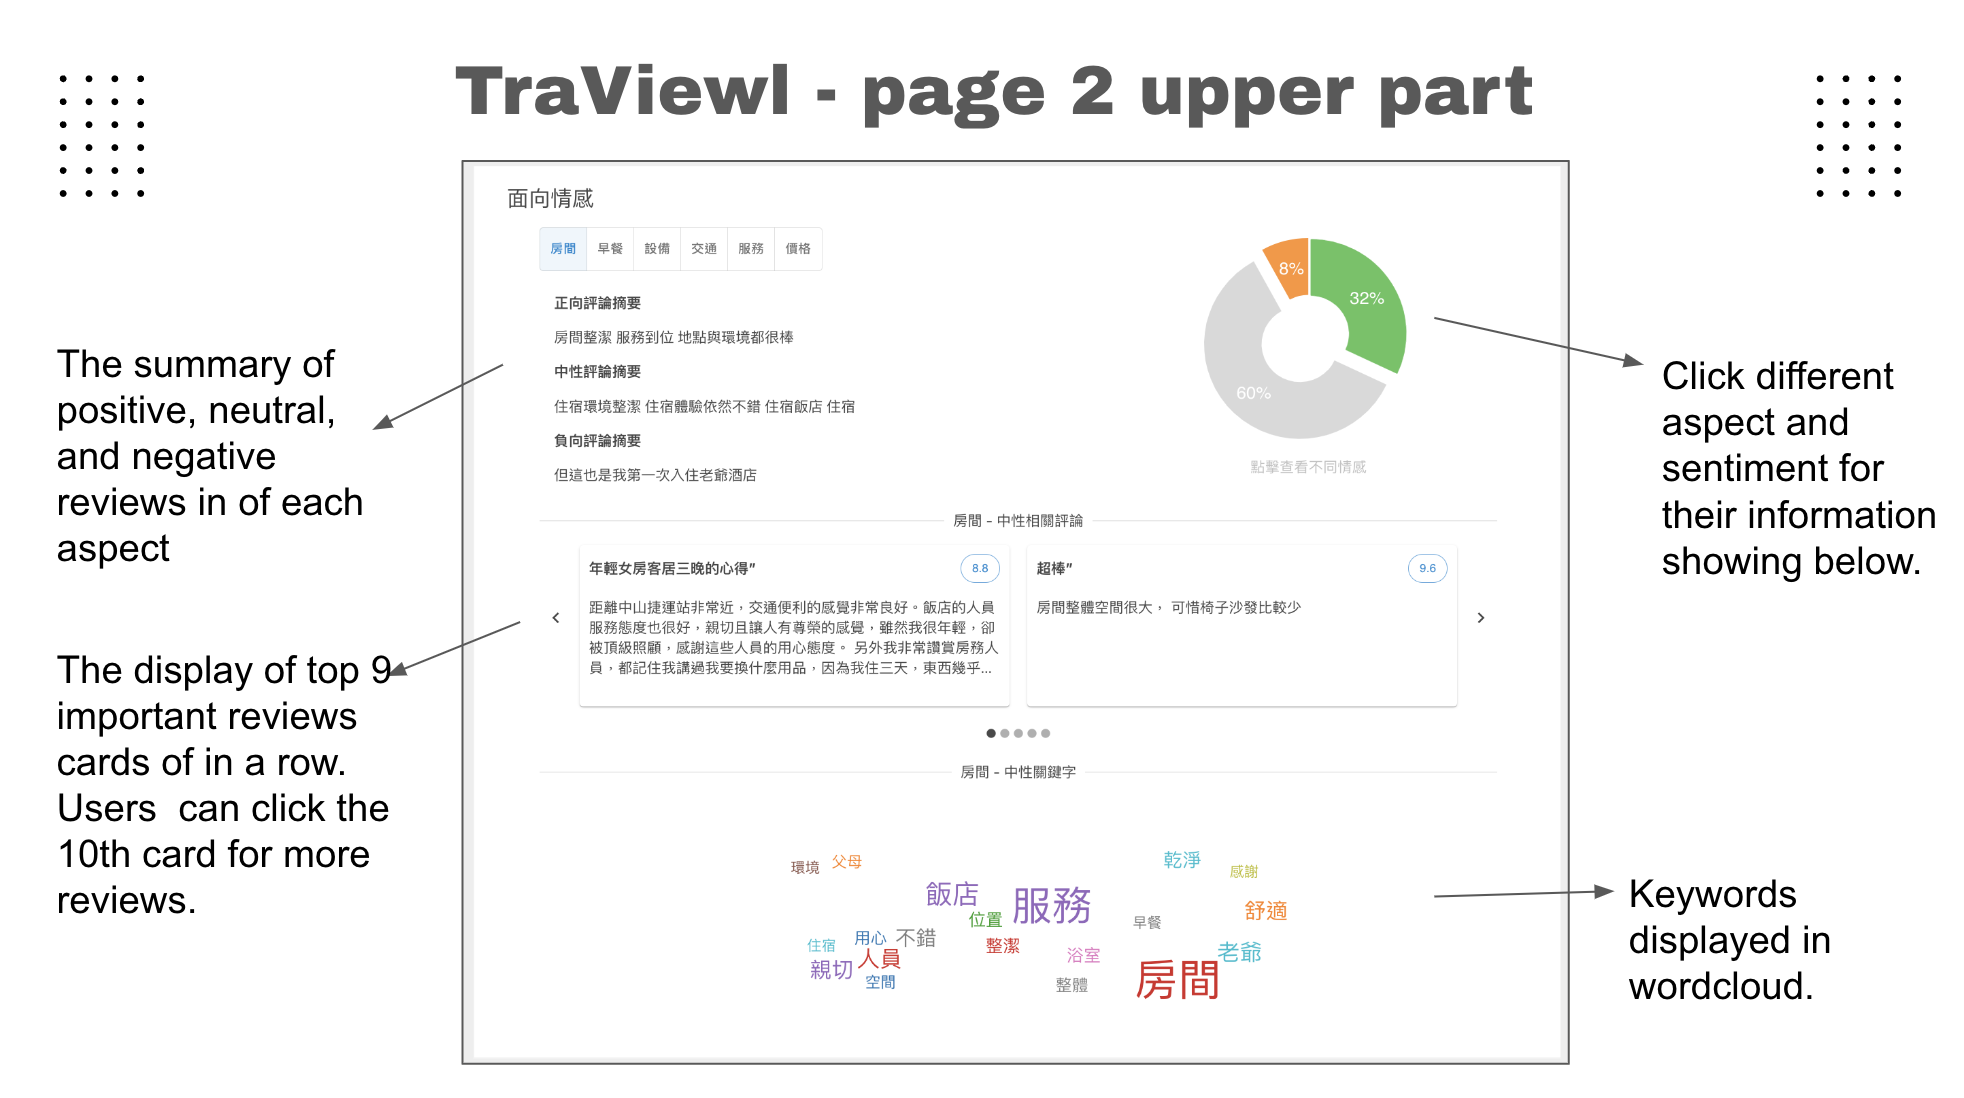 TraViewl - page 2 upper part
面向情感
房間 早餐 設備 交通 服務 價格
正向評論摘要
房間整潔 服務到位 地點與環境都很棒
中性評論摘要
住宿環境整潔 住宿體驗依然不錯 住宿飯店 住宿
負向評論摘要
但這也是我第一次入住老爺酒店
8%
32%
60%
點擊查看不同情感
The summary of
positive, neutral,
and negative
reviews in of each
aspect
Click different
aspect and
sentiment for
their information
showing below.
房間 - 中性相關評論
年輕女房客居三晚的心得" 8.8
距離中山捷運站非常近，交通便利的感覺非常良好。飯店的人員
服務態度也很好，親切且讓人有尊榮的感覺，雖然我很年輕，卻
被頂級照顧，感謝這些人員的用心態度。 另外我非常讚賞房務人
員，都記住我講過我要換什麼用品，因為我住三天，東西幾乎...
超棒" 9.6
房間整體空間很大， 可惜椅子沙發比較少
The display of top 9
important reviews
cards of in a row.
Users  can click the
10th card for more
reviews.
房間 - 中性關鍵字
環境
父母
乾淨
感謝
飯店
服務
位置
早餐
舒適
住宿
用心
不錯
整潔
浴室
老爺
親切
人員
空間
整體
房間
Keywords
displayed in
wordcloud.